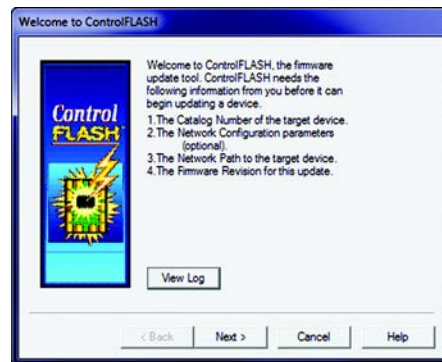 Welcome to ControlFLASH
Welcome to ControlFLASH, the firmware
update tool. ControlFLASH needs the
following information from you before it can
begin updating a device.
1.The Catalog Number of the target device.
2.The Network Configuration parameters
(optional).
3.The Network Path to the target device.
4.The Firmware Revision for this update.
Control
FLASH
View Log
< Back
Next >
Cancel
Help